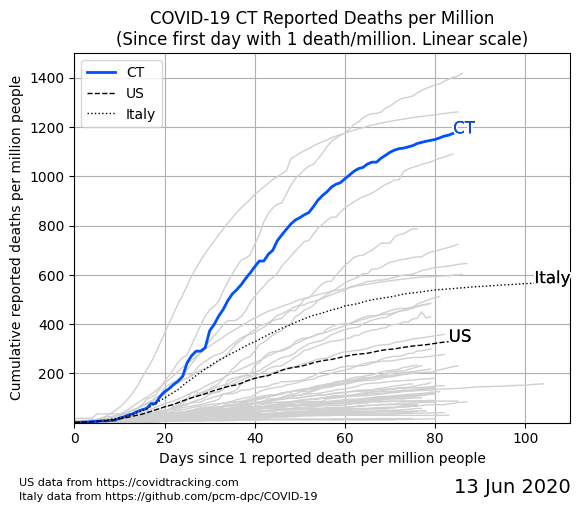 COVID-19 CT Reported Deaths per Million
(Since first day with 1 death/million. Linear scale)
Cumulative reported deaths per million people
1400
1200
1000
800
600
400
200
CT
US
Italy
CT
Italy
US
0
20
40
60
80
100
Days since 1 reported death per million people
US data from https://covidtracking.com
Italy data from https://github.com/pcm-dpc/COVID-19
13 Jun 2020